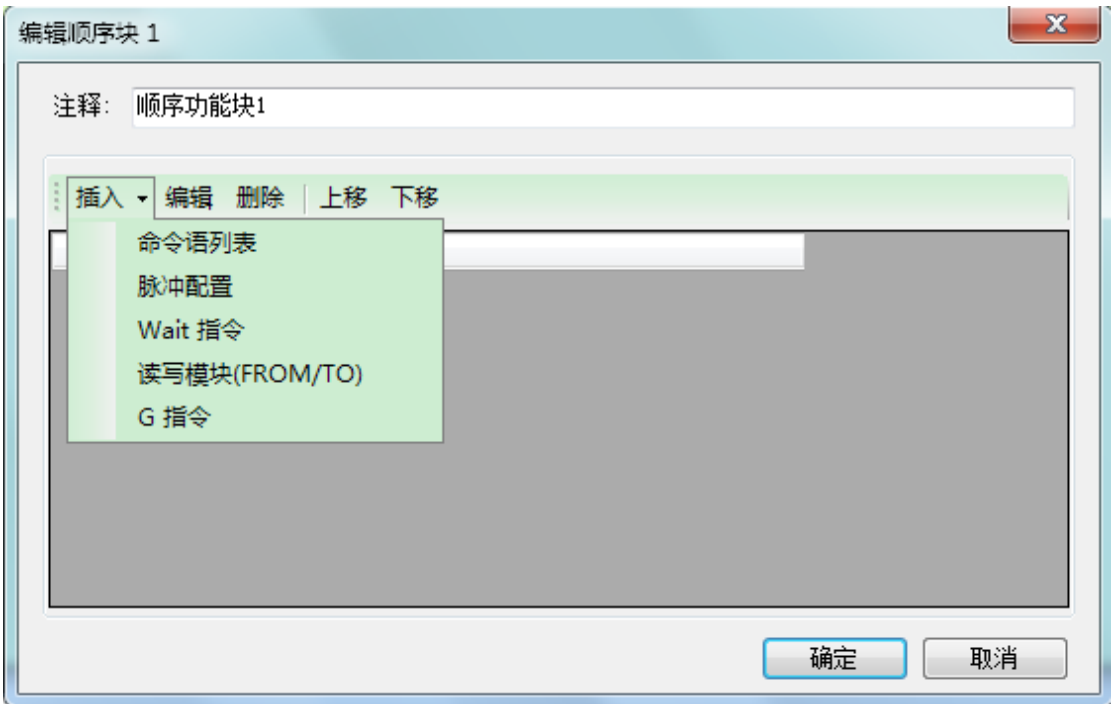 编辑顺序块 1
注释: 顺序功能块1
插入 编辑 删除 上移 下移
命令语列表
脉冲配置
Wait 指令
读写模块(FROM/TO)
G 指令
确定 取消